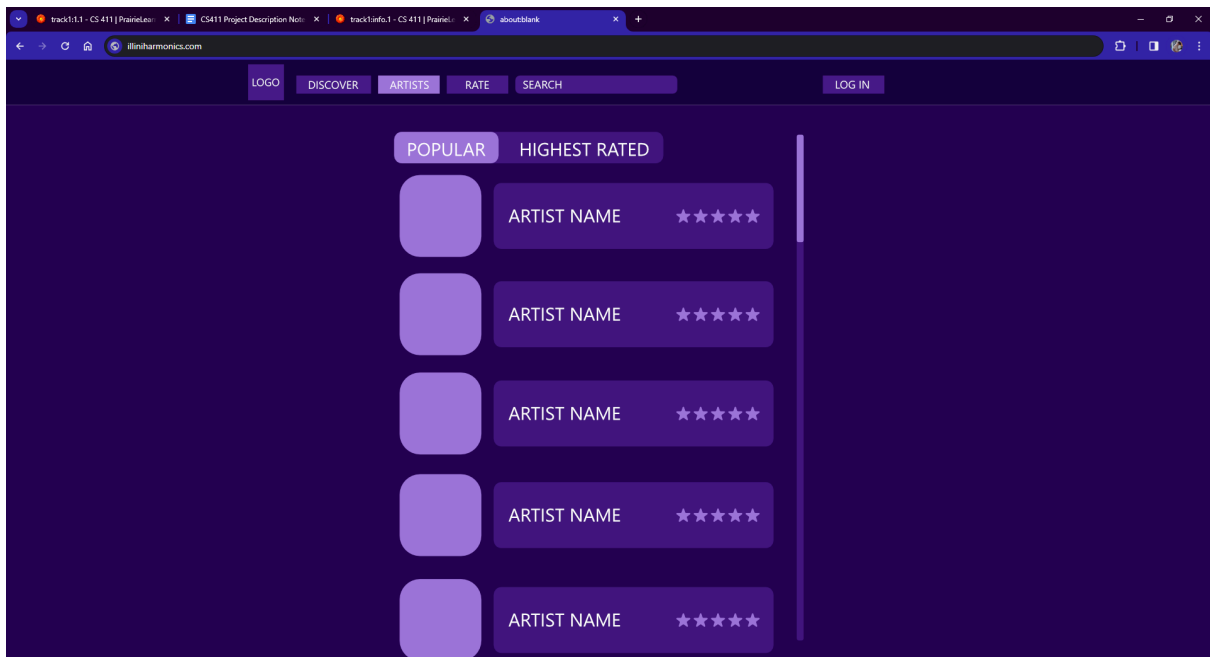 track1:1.1 - CS 411 | PrairieLearn
CS411 Project Description Note
track1:info.1 - CS 411 | PrairieLe
about:blank
illiniharmonics.com
LOGO DISCOVER ARTISTS RATE SEARCH LOG IN
POPULAR HIGHEST RATED
ARTIST NAME
ARTIST NAME
ARTIST NAME
ARTIST NAME
ARTIST NAME